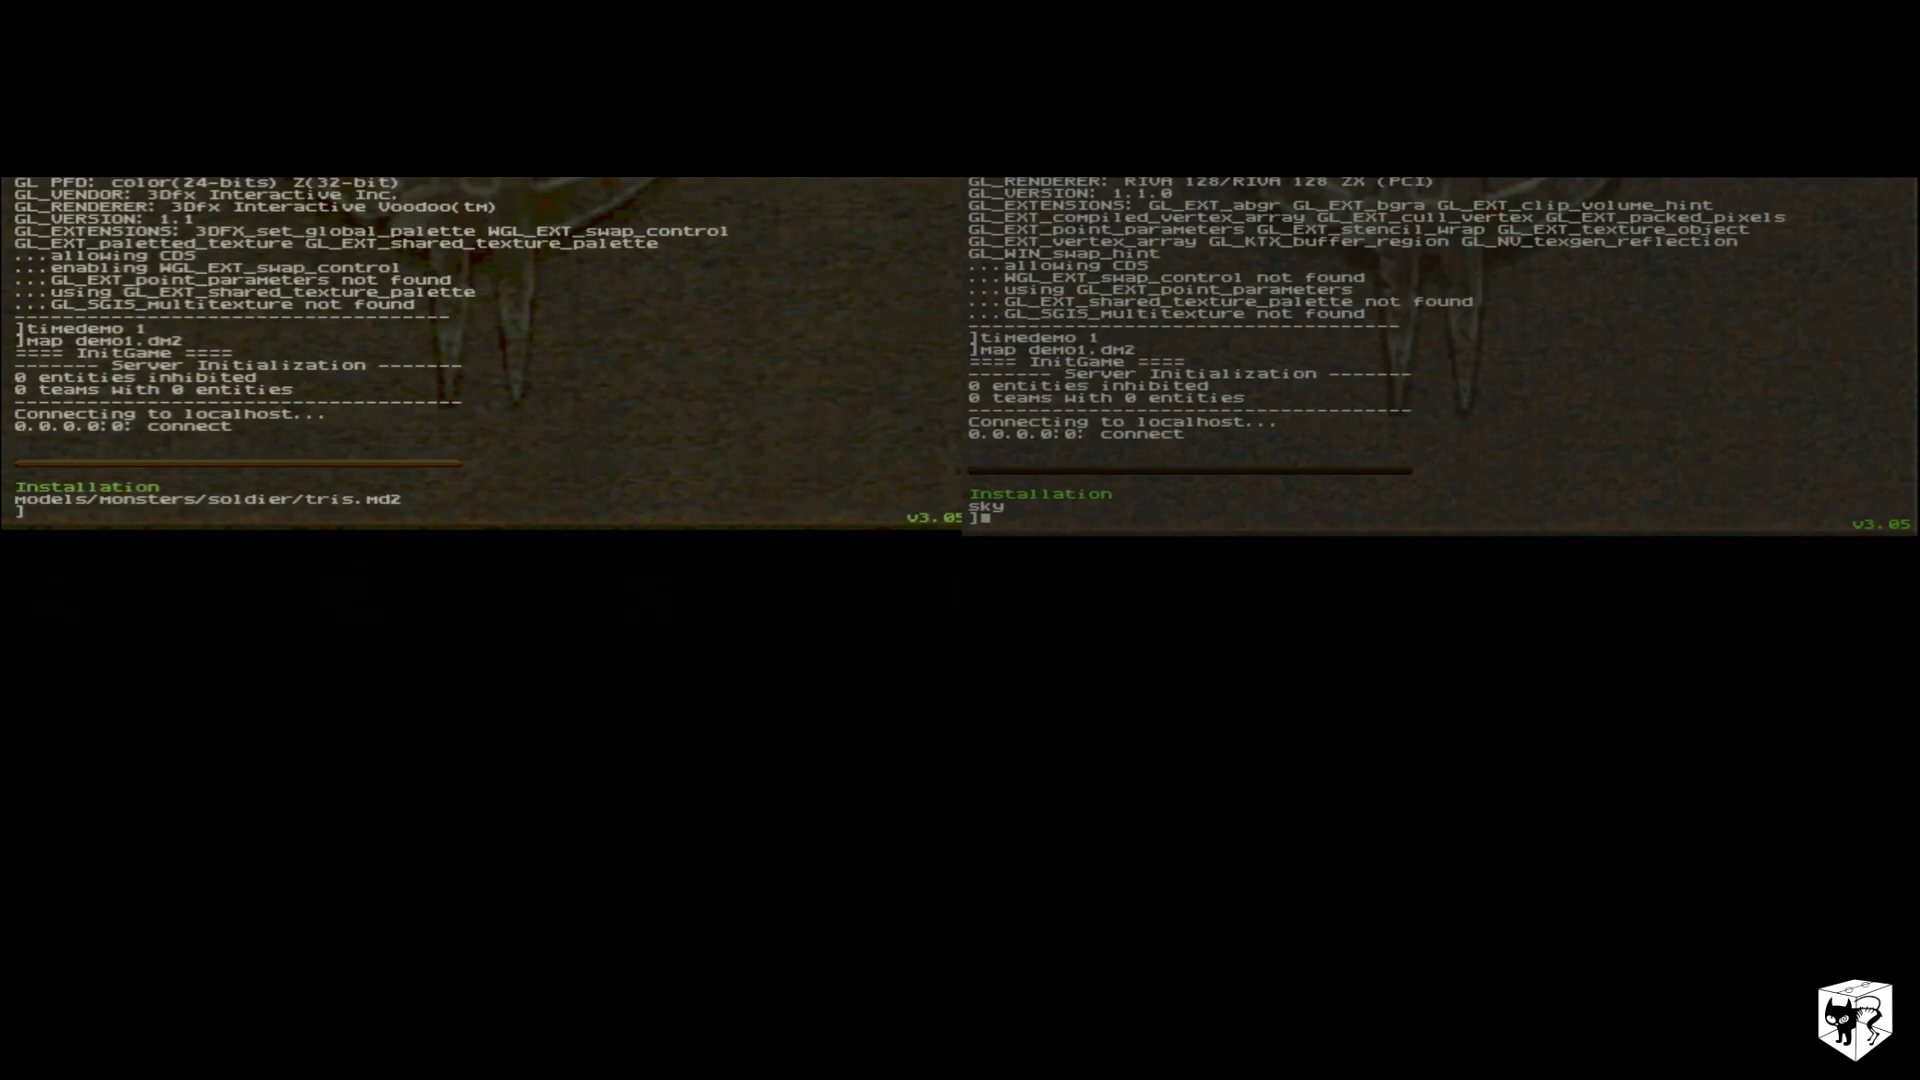 GL_PFD: color(24-bits) Z(32-bit)
GL_VENDOR: 3Dfx Interactive Inc.
GL_RENDERER: 3Dfx Interactive Voodoo(tm)
GL_VERSION: 1.1
GL_EXTENSIONS: 3DFX_set_global_palette WGL_EXT_swap_control
GL_EXT_paletted_texture GL_EXT_shared_texture_palette
...allowing CDS
...enabling WGL_EXT_swap_control
...GL_EXT_point_parameters not found
...using GL_EXT_shared_texture_palette
...GL_SGIS_multitexture not found
------------------------------------
]timedemo 1
]map demo1.dm2
==== InitGame ====
------- Server Initialization -------
0 entities inhibited
0 teams with 0 entities
-------------------------------------
Connecting to localhost...
0.0.0.0:0: connect
Installation
models/monsters/soldier/tris.md2
]
v3.05
GL_RENDERER: RIVA 128/RIVA 128 ZX (PCI)
GL_VERSION: 1.1.0
GL_EXTENSIONS: GL_EXT_abgr GL_EXT_bgra GL_EXT_clip_volume_hint
GL_EXT_compiled_vertex_array GL_EXT_cull_vertex GL_EXT_packed_pixels
GL_EXT_point_parameters GL_EXT_stencil_wrap GL_EXT_texture_object
GL_EXT_vertex_array GL_KTX_buffer_region GL_NV_texgen_reflection
GL_WIN_swap_hint
...allowing CDS
...WGL_EXT_swap_control not found
...using GL_EXT_point_parameters
...GL_EXT_shared_texture_palette not found
...GL_SGIS_multitexture not found
------------------------------------
]timedemo 1
]map demo1.dm2
==== InitGame ====
------- Server Initialization -------
0 entities inhibited
0 teams with 0 entities
-------------------------------------
Connecting to localhost...
0.0.0.0:0: connect
Installation
sky
]
v3.05